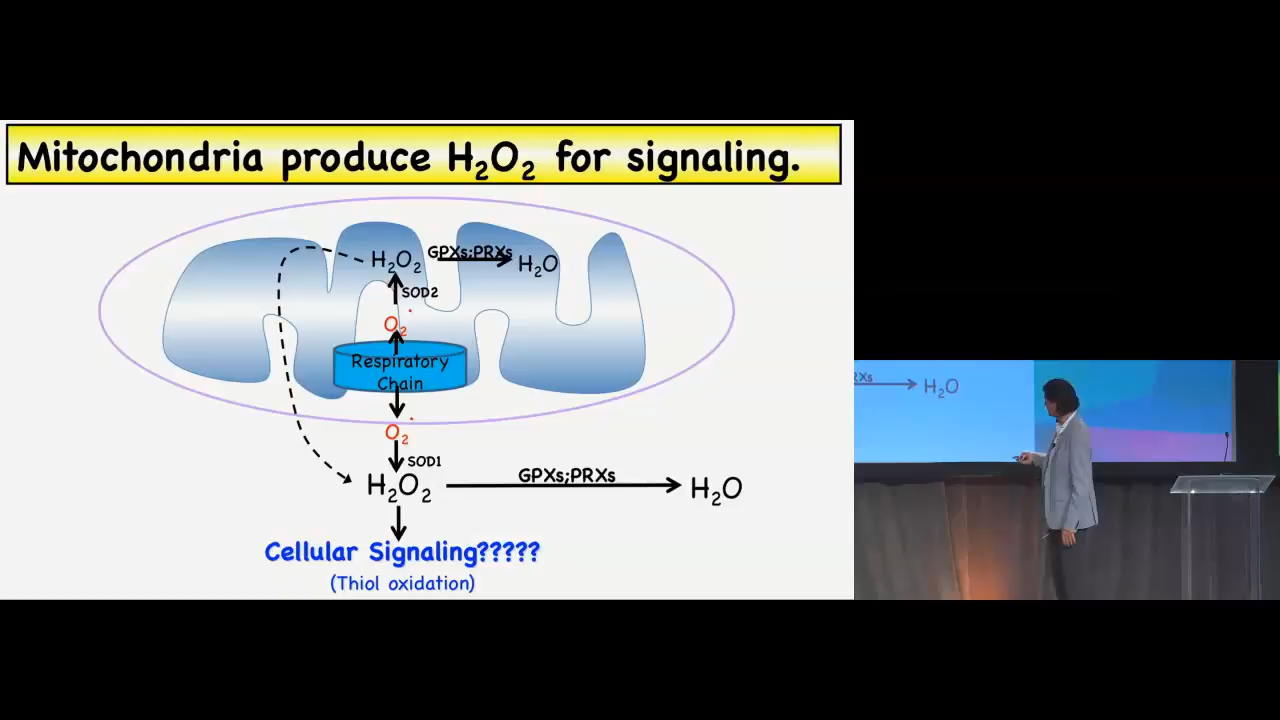 Mitochondria produce H₂O₂ for signaling.
H₂O₂
GPXs;PRXs
H₂O
SOD2
O₂˙
Respiratory
Chain
O₂˙
SOD1
H₂O₂
GPXs;PRXs
H₂O
Cellular Signaling?????
(Thiol oxidation)
RXs
H₂O